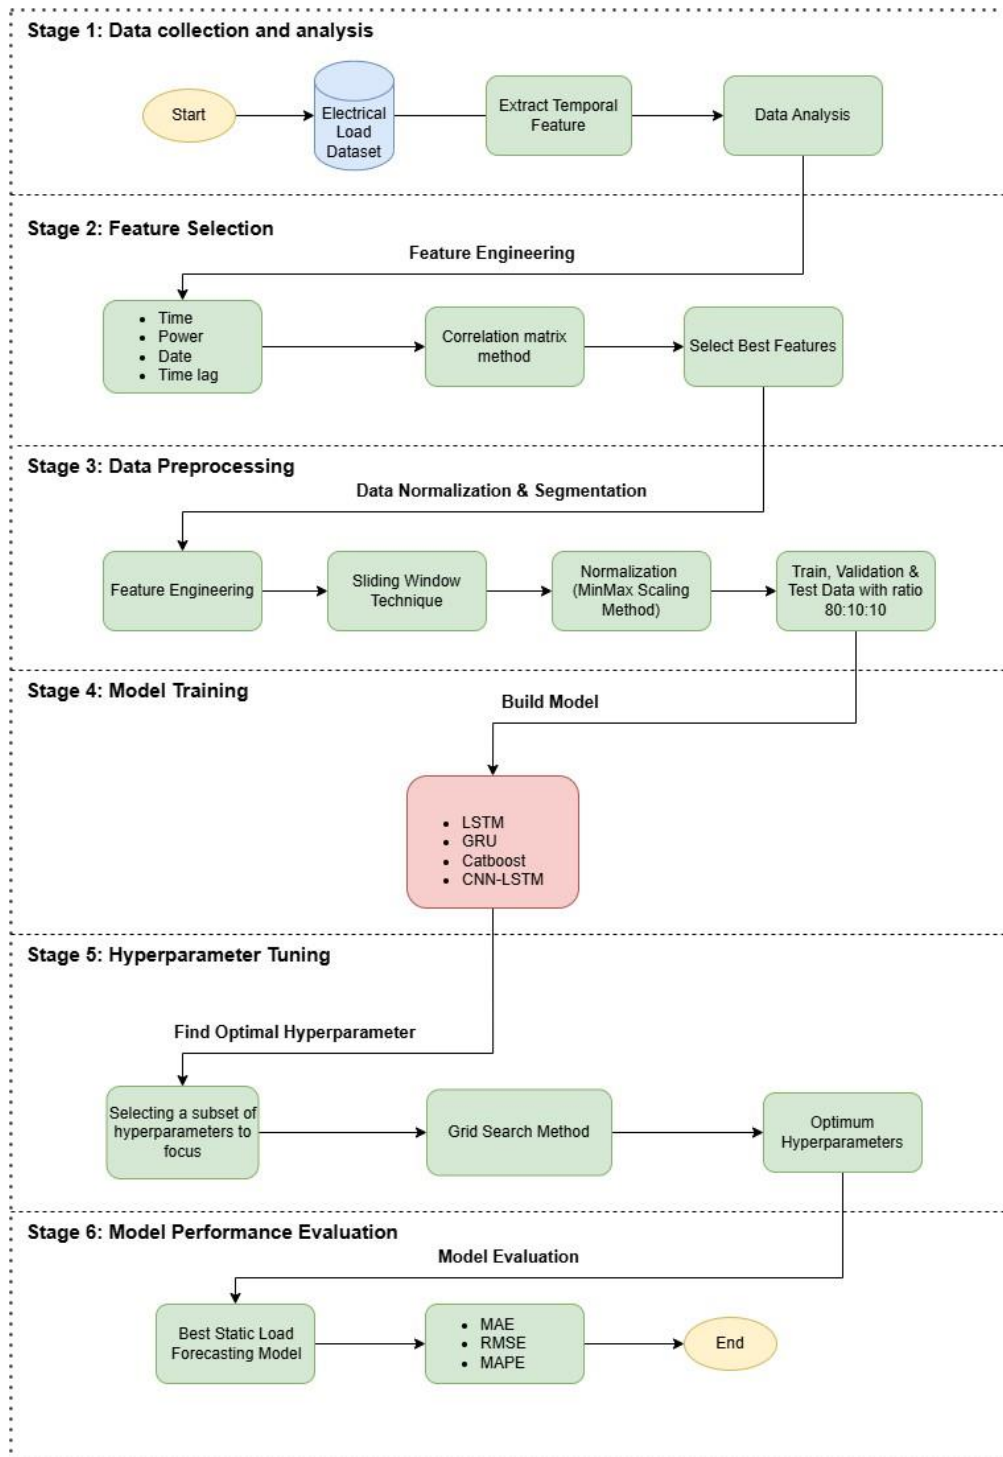 Stage 1: Data collection and analysis
Start
Electrical
Load
Dataset
Extract Temporal
Feature
Data Analysis
Stage 2: Feature Selection
Feature Engineering
• Time
• Power
• Date
• Time lag
Correlation matrix
method
Select Best Features
Stage 3: Data Preprocessing
Data Normalization & Segmentation
Feature Engineering
Sliding Window
Technique
Normalization
(MinMax Scaling
Method)
Train, Validation &
Test Data with ratio
80:10:10
Stage 4: Model Training
Build Model
• LSTM
• GRU
• Catboost
• CNN-LSTM
Stage 5: Hyperparameter Tuning
Find Optimal Hyperparameter
Selecting a subset of
hyperparameters to
focus
Grid Search Method
Optimum
Hyperparameters
Stage 6: Model Performance Evaluation
Model Evaluation
Best Static Load
Forecasting Model
• MAE
• RMSE
• MAPE
End